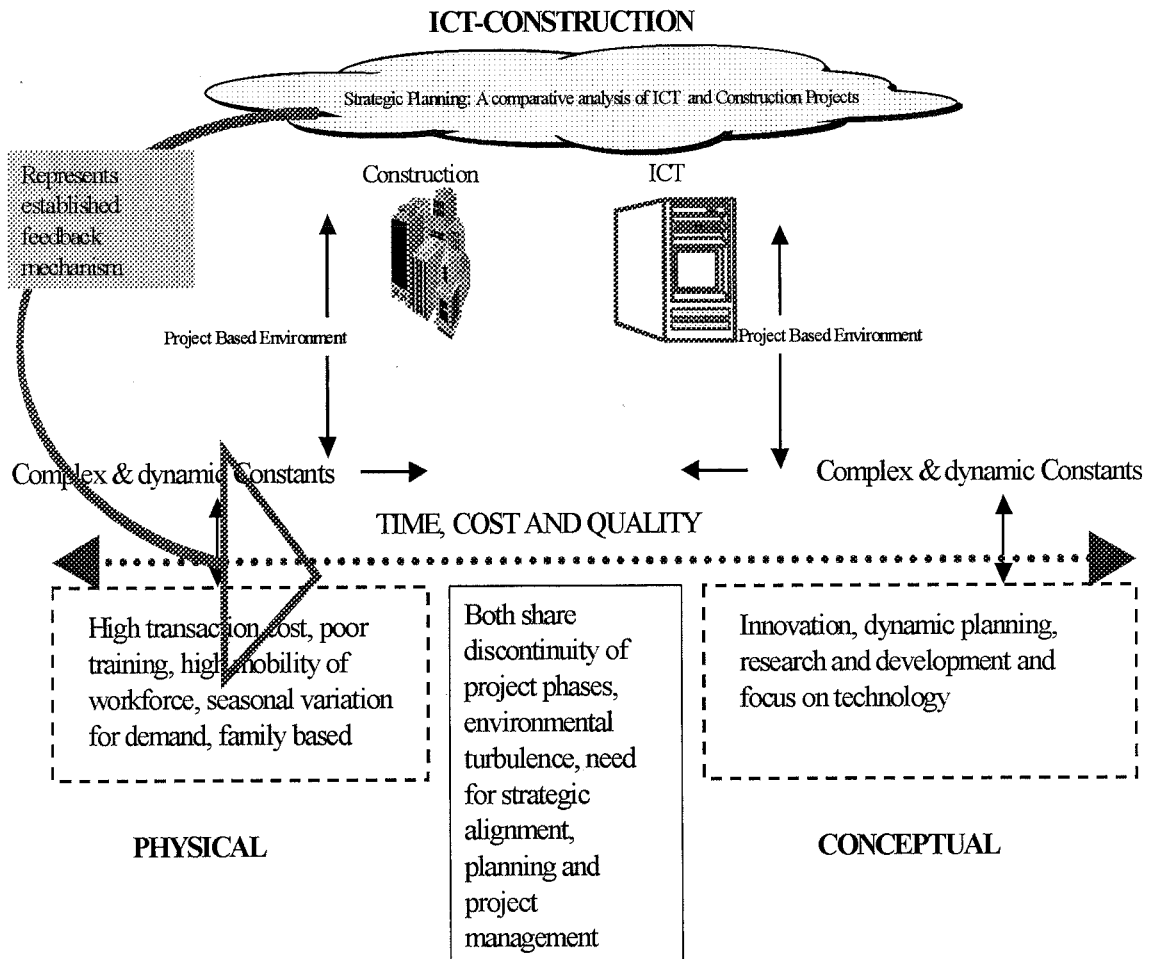 ICT-CONSTRUCTION
Strategic Planning: A comparative analysis of ICT and Construction Projects
Represents
established
feedback
mechanism
Construction
ICT
Project Based Environment
Project Based Environment
Complex & dynamic Constants
Complex & dynamic Constants
TIME, COST AND QUALITY
High transaction cost, poor
training, high mobility of
workforce, seasonal variation
for demand, family based
Both share
discontinuity of
project phases,
environmental
turbulence, need
for strategic
alignment,
planning and
project
management
Innovation, dynamic planning,
research and development and
focus on technology
PHYSICAL
CONCEPTUAL